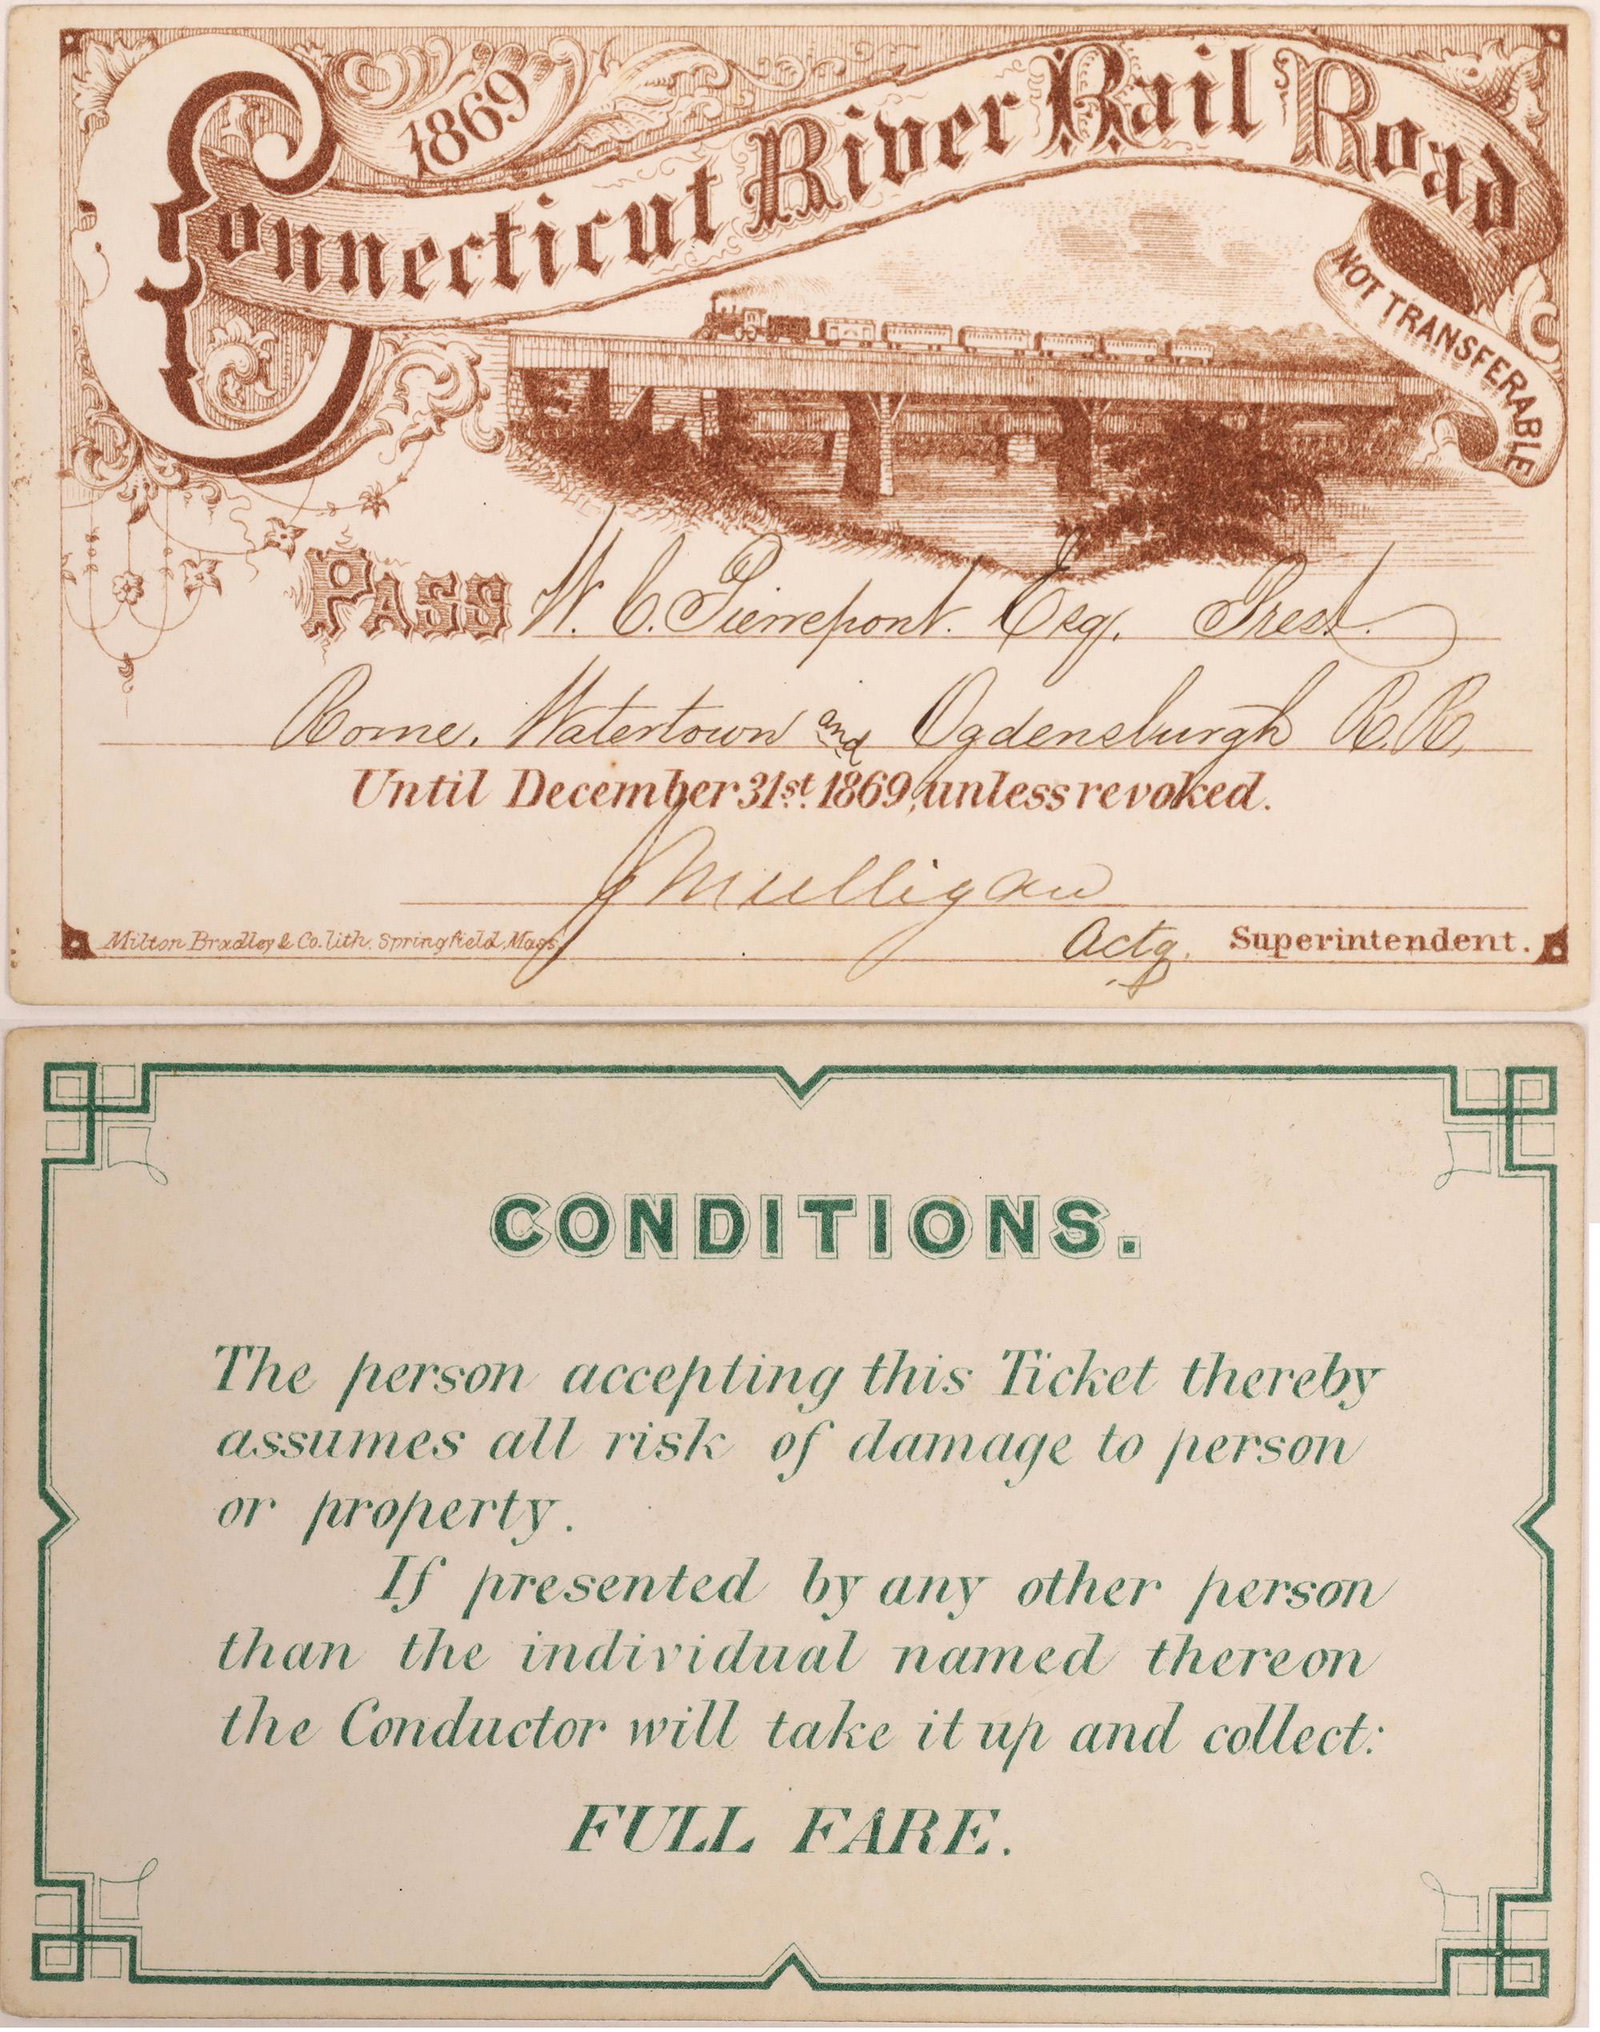 1869
Connecticut River Rail Road
NOT TRANSFERABLE
PASS W. C. Pierrepont. Esq. Prest.
Rome. Watertown and Ogdensburgh R.R.
Until December 31st. 1869, unless revoked.
J Mulligan
Milton Bradley & Co. lith. Springfield, Mass.
Actg. Superintendent.
CONDITIONS.
The person accepting this Ticket thereby
assumes all risk of damage to person
or property.
If presented by any other person
than the individual named thereon
the Conductor will take it up and collect:
FULL FARE.